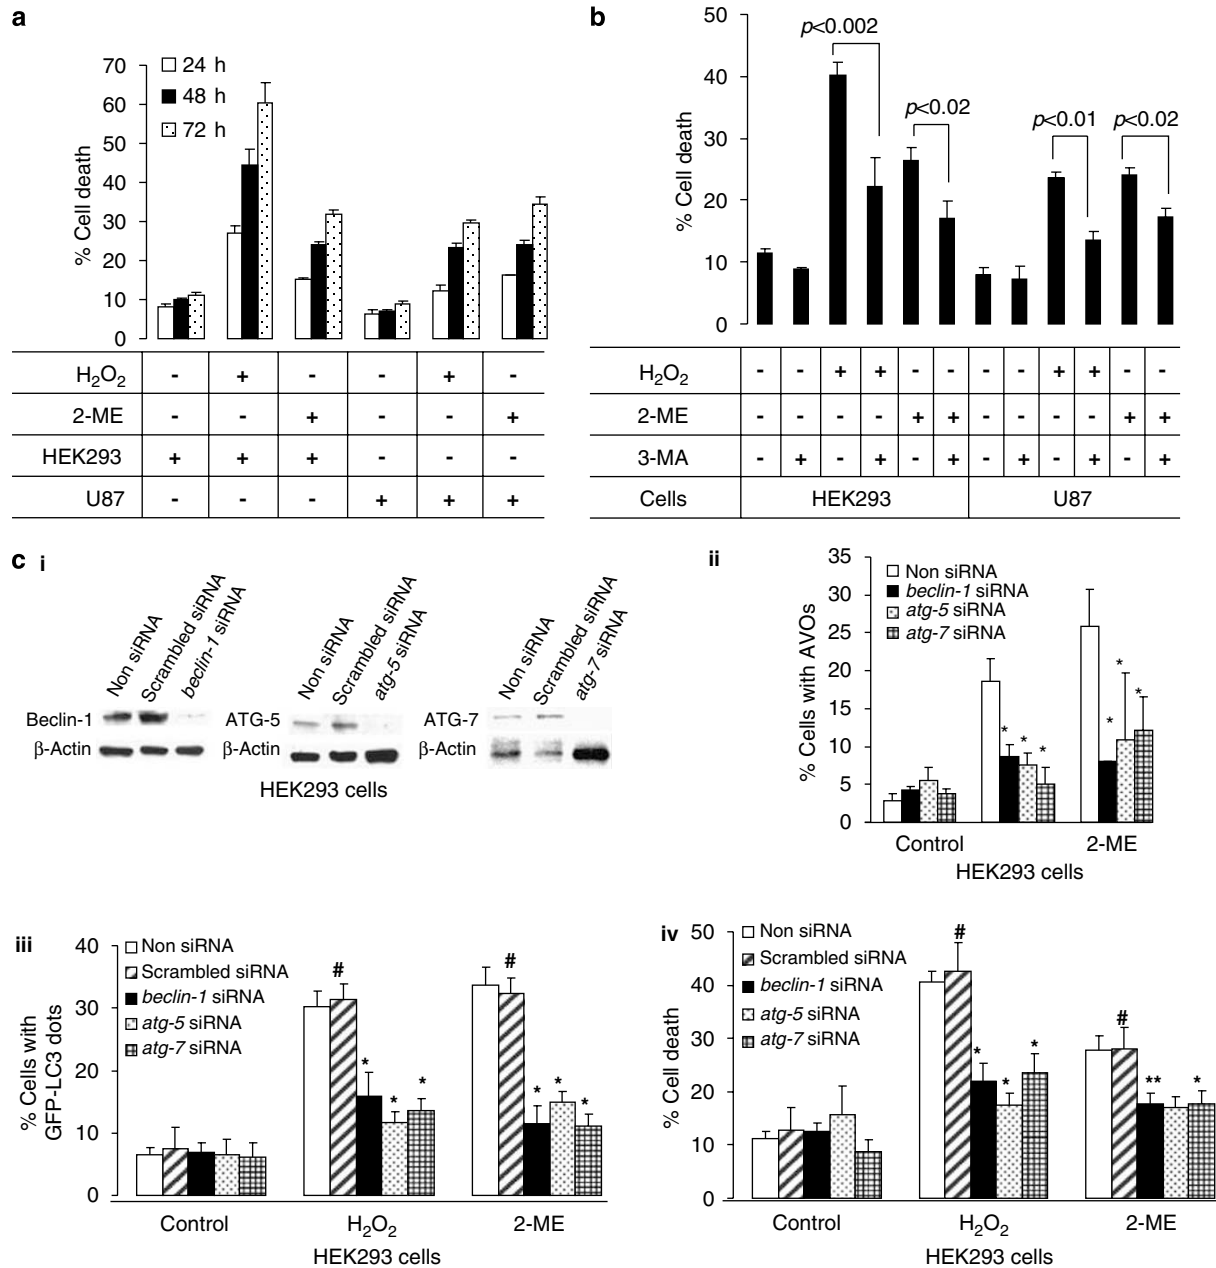 a
% Cell death
70
60
50
40
30
20
10
0
24 h
48 h
72 h
H₂O₂ - + - - + -
2-ME - - + - - +
HEK293 + + + - - -
U87 - - - + + +
b
% Cell death
50
40
30
20
10
0
p<0.002
p<0.02
p<0.01
p<0.02
H₂O₂ - - + + - - - - + + - -
2-ME - - - - + + - - - - + +
3-MA - + - + - + - + - + - +
Cells HEK293 U87
c i
Non siRNA
Scrambled siRNA
beclin-1 siRNA
Beclin-1
β-Actin
Non siRNA
Scrambled siRNA
atg-5 siRNA
ATG-5
β-Actin
Non siRNA
Scrambled siRNA
atg-7 siRNA
ATG-7
β-Actin
HEK293 cells
ii
% Cells with AVOs
35
30
25
20
15
10
5
0
Non siRNA
beclin-1 siRNA
atg-5 siRNA
atg-7 siRNA
* * *
* * *
Control 2-ME
HEK293 cells
iii
% Cells with
GFP-LC3 dots
40
30
20
10
0
Non siRNA
Scrambled siRNA
beclin-1 siRNA
atg-5 siRNA
atg-7 siRNA
# * * *
# * * *
Control H₂O₂ 2-ME
HEK293 cells
iv
% Cell death
50
40
30
20
10
0
Non siRNA
Scrambled siRNA
beclin-1 siRNA
atg-5 siRNA
atg-7 siRNA
# * * *
# ** *
Control H₂O₂ 2-ME
HEK293 cells